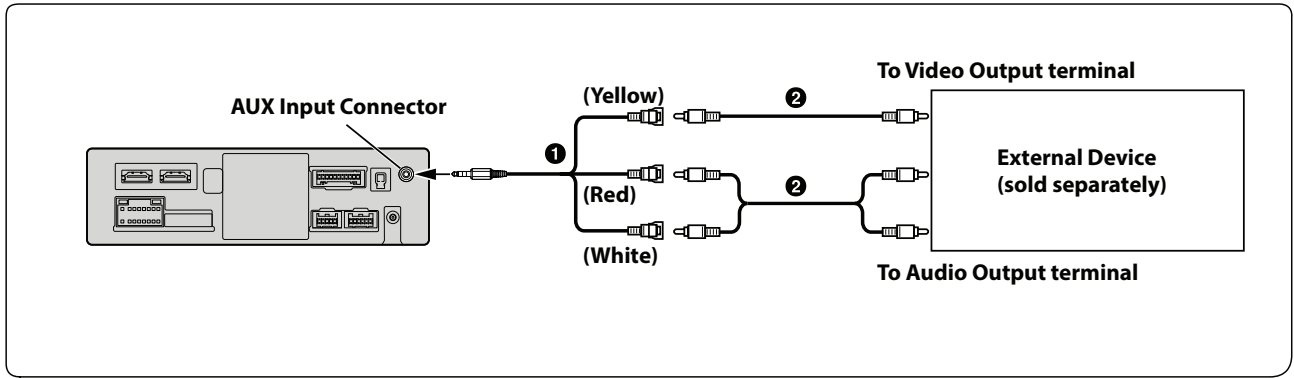 To Video Output terminal
AUX Input Connector
(Yellow)
❷
❶
External Device
(sold separately)
(Red)
❷
(White)
To Audio Output terminal